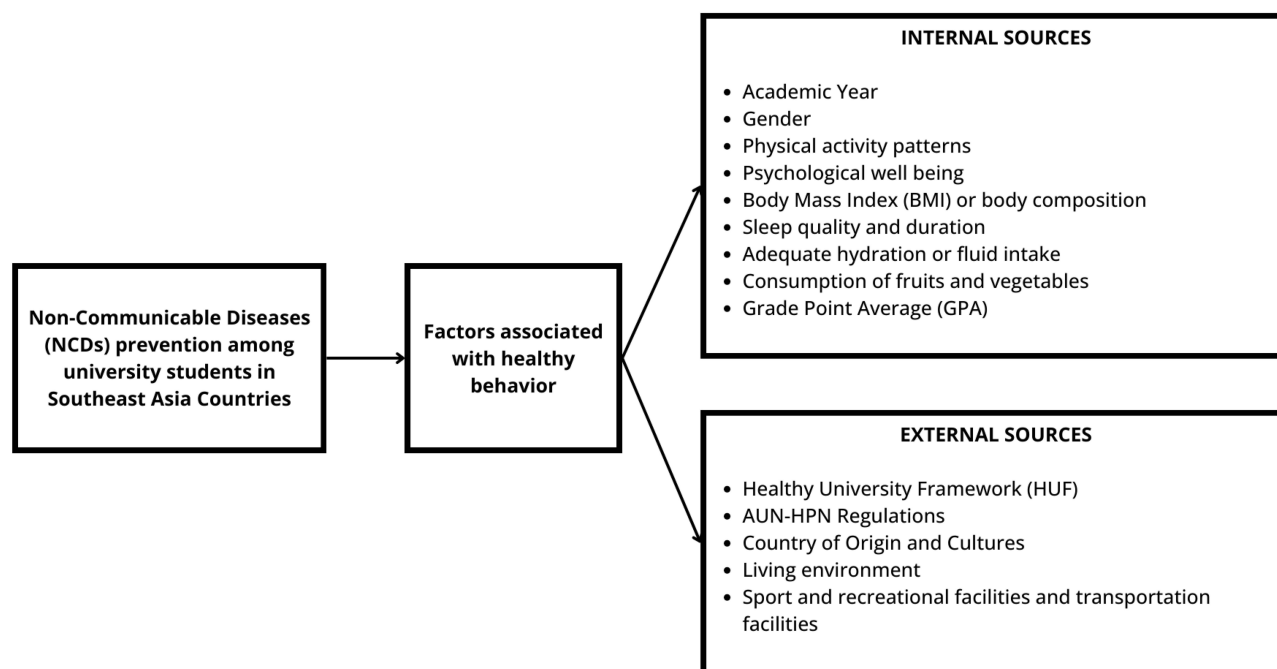 Non-Communicable Diseases
(NCDs) prevention among
university students in
Southeast Asia Countries
Factors associated
with healthy
behavior
INTERNAL SOURCES
• Academic Year
• Gender
• Physical activity patterns
• Psychological well being
• Body Mass Index (BMI) or body composition
• Sleep quality and duration
• Adequate hydration or fluid intake
• Consumption of fruits and vegetables
• Grade Point Average (GPA)
EXTERNAL SOURCES
• Healthy University Framework (HUF)
• AUN-HPN Regulations
• Country of Origin and Cultures
• Living environment
• Sport and recreational facilities and transportation
facilities